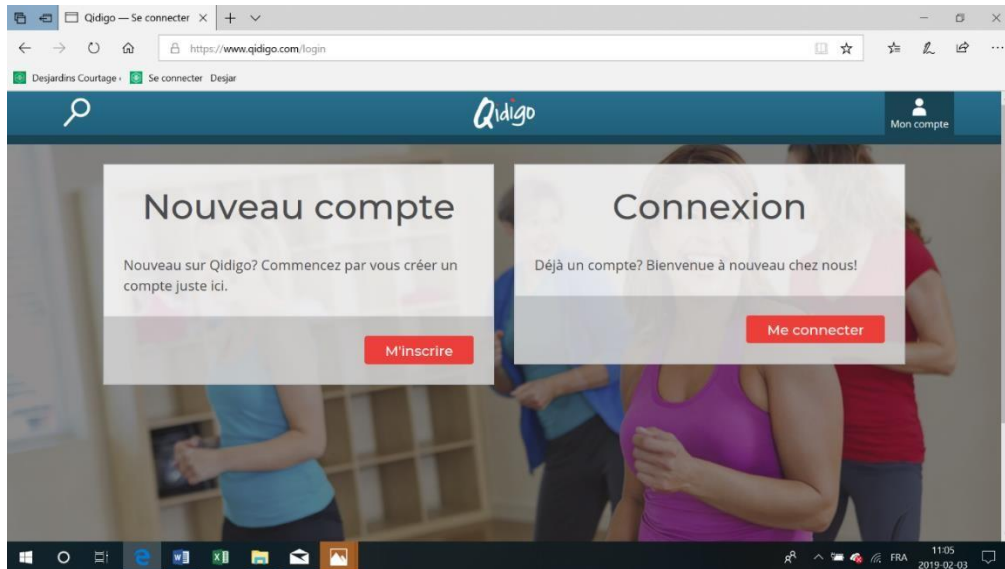 Qidigo — Se connecter
https://www.qidigo.com/login
Desjardins Courtage
Se connecter Desjar
Qidigo
Mon compte
Nouveau compte
Nouveau sur Qidigo? Commencez par vous créer un
compte juste ici.
M'inscrire
Connexion
Déjà un compte? Bienvenue à nouveau chez nous!
Me connecter
FRA
11:05
2019-02-03